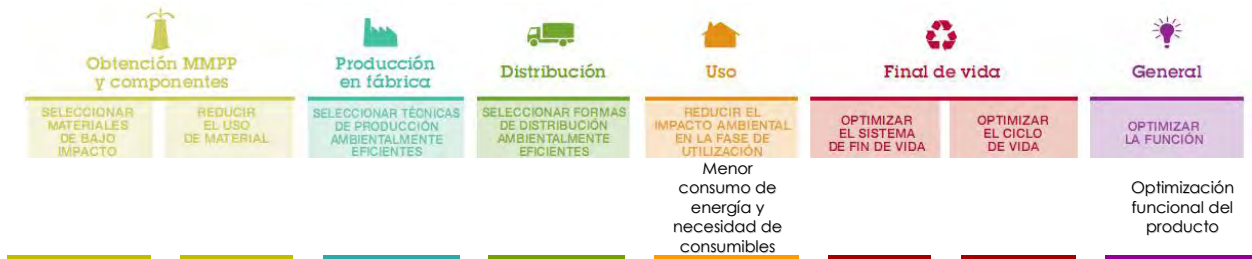 Obtención MMPP
y componentes
Producción
en fábrica
Distribución
Uso
Final de vida
General
SELECCIONAR
MATERIALES
DE BAJO
IMPACTO
REDUCIR
EL USO
DE MATERIAL
SELECCIONAR TÉCNICAS
DE PRODUCCIÓN
AMBIENTALMENTE
EFICIENTES
SELECCIONAR FORMAS
DE DISTRIBUCIÓN
AMBIENTALMENTE
EFICIENTES
REDUCIR EL
IMPACTO AMBIENTAL
EN LA FASE DE
UTILIZACIÓN
OPTIMIZAR
EL SISTEMA
DE FIN DE VIDA
OPTIMIZAR
EL CICLO
DE VIDA
OPTIMIZAR
LA FUNCIÓN
Menor
consumo de
energía y
necesidad de
consumibles
Optimización
funcional del
producto